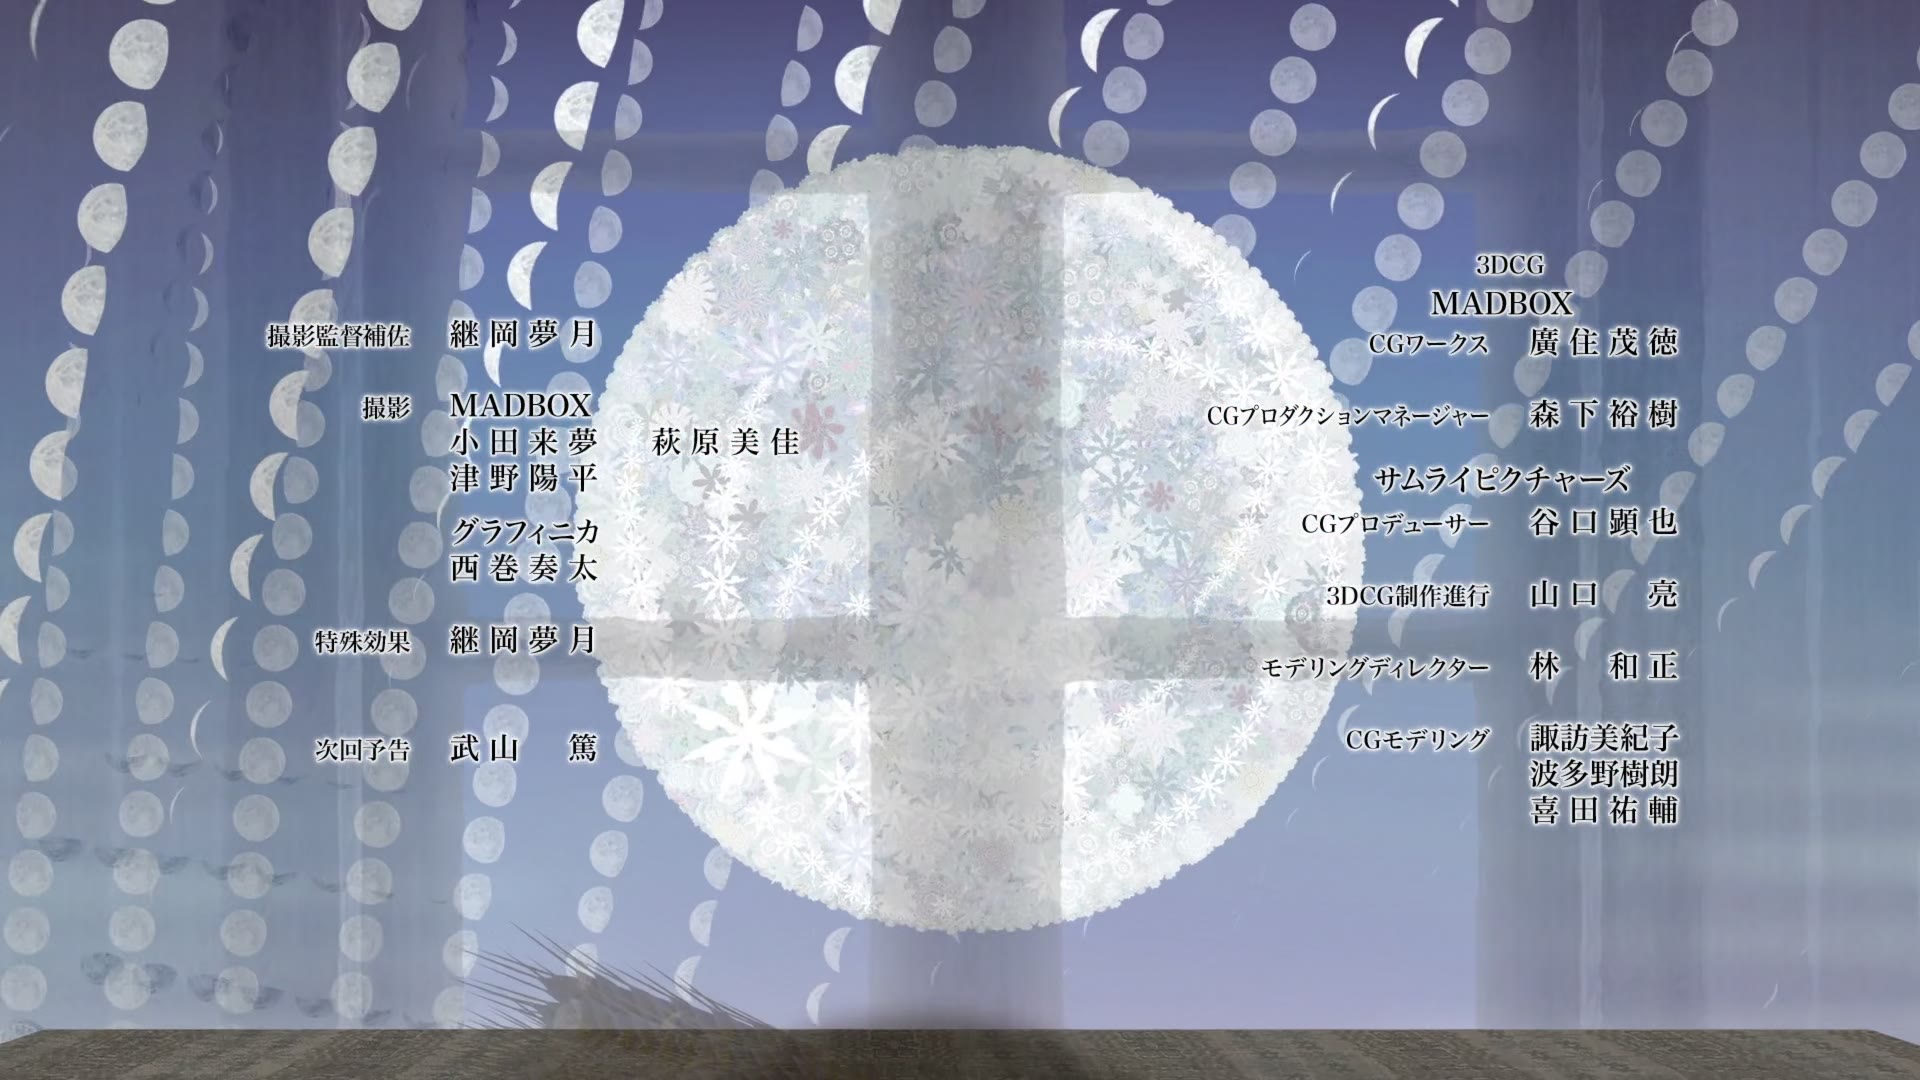 撮影監督補佐 継岡夢月
撮影 MADBOX
小田来夢 萩原美佳
津野陽平
グラフィニカ
西巻奏太
特殊効果 継岡夢月
次回予告 武山 篤
3DCG
MADBOX
CGワークス 廣住茂徳
CGプロダクションマネージャー 森下裕樹
サムライピクチャーズ
CGプロデューサー 谷口顕也
3DCG制作進行 山口 亮
モデリングディレクター 林 和正
CGモデリング 諏訪美紀子
波多野樹朗
喜田祐輔